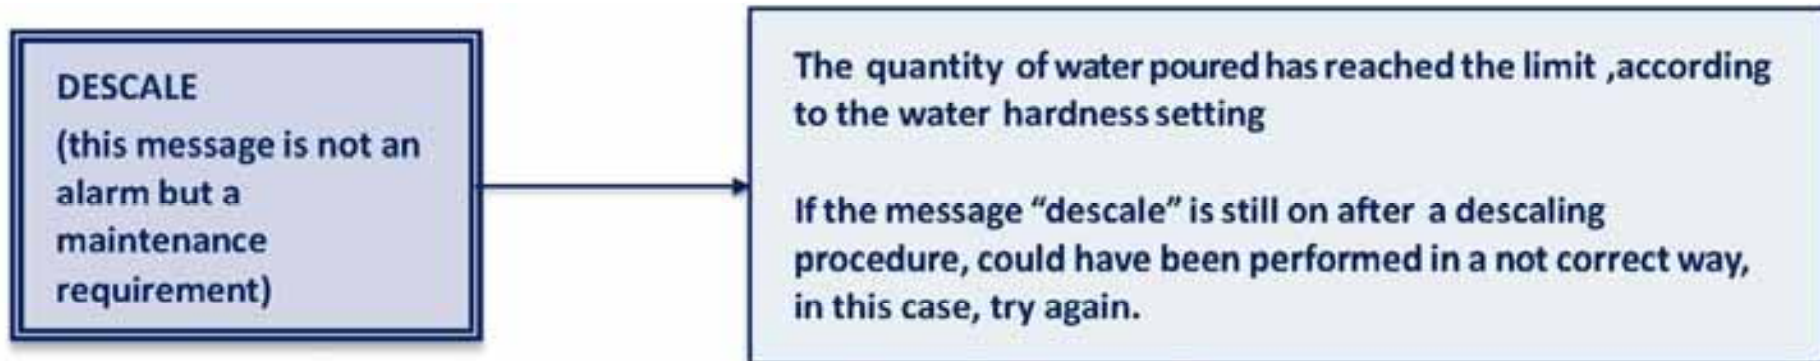 DESCALE
(this message is not an
alarm but a
maintenance
requirement)
The quantity of water poured has reached the limit ,according
to the water hardness setting
If the message “descale” is still on after a descaling
procedure, could have been performed in a not correct way,
in this case, try again.